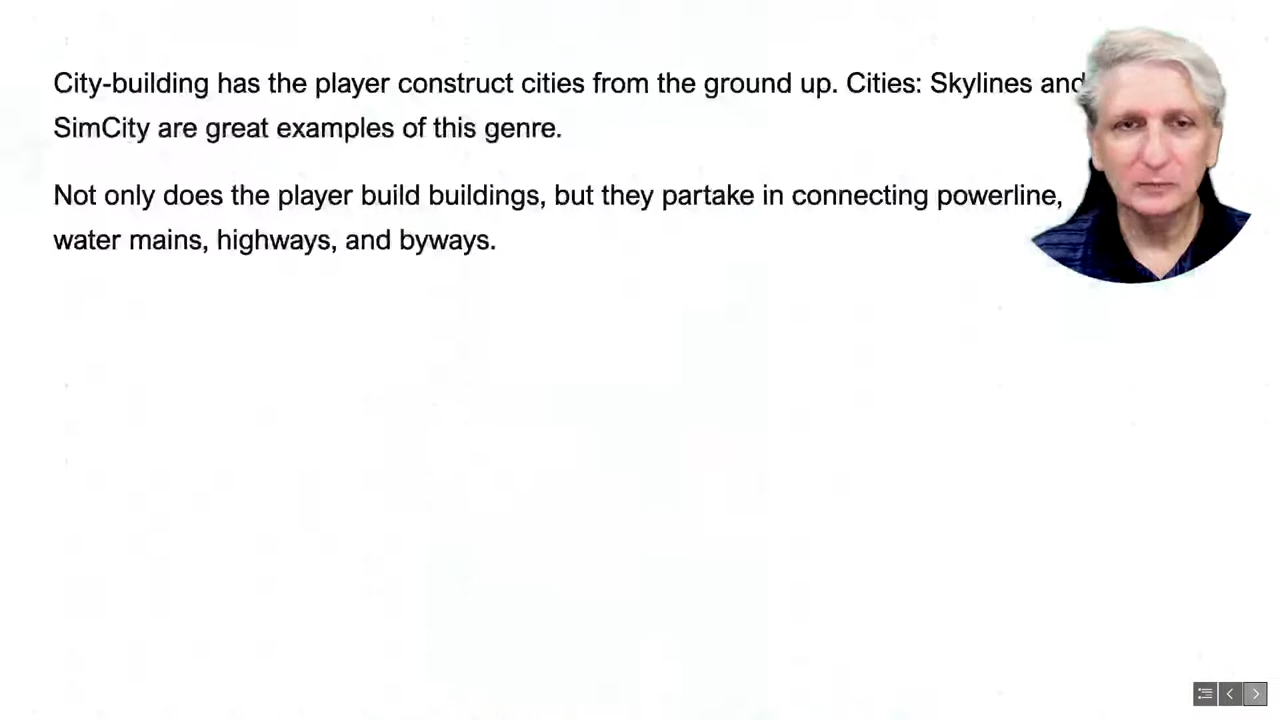 City-building has the player construct cities from the ground up. Cities: Skylines and
SimCity are great examples of this genre.
Not only does the player build buildings, but they partake in connecting powerline,
water mains, highways, and byways.